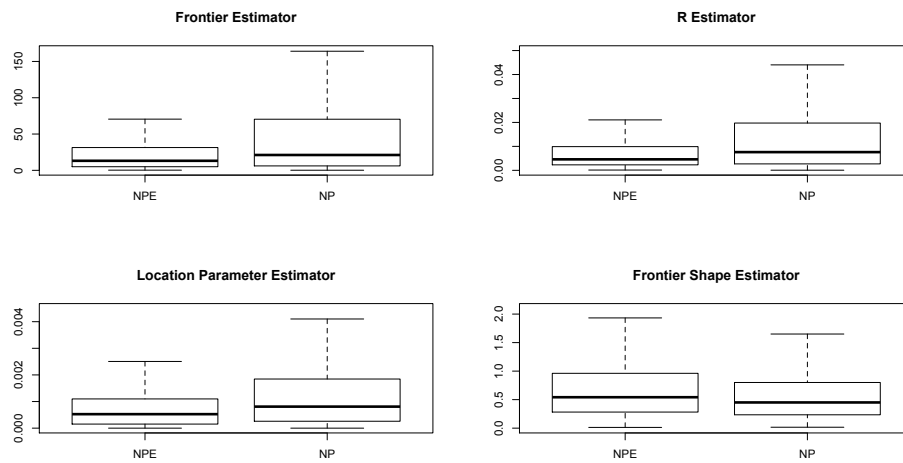 Frontier Estimator
150
100
50
0
NPE NP
R Estimator
0.04
0.02
0.00
NPE NP
Location Parameter Estimator
0.004
0.002
0.000
NPE NP
Frontier Shape Estimator
2.0
1.5
1.0
0.5
0.0
NPE NP